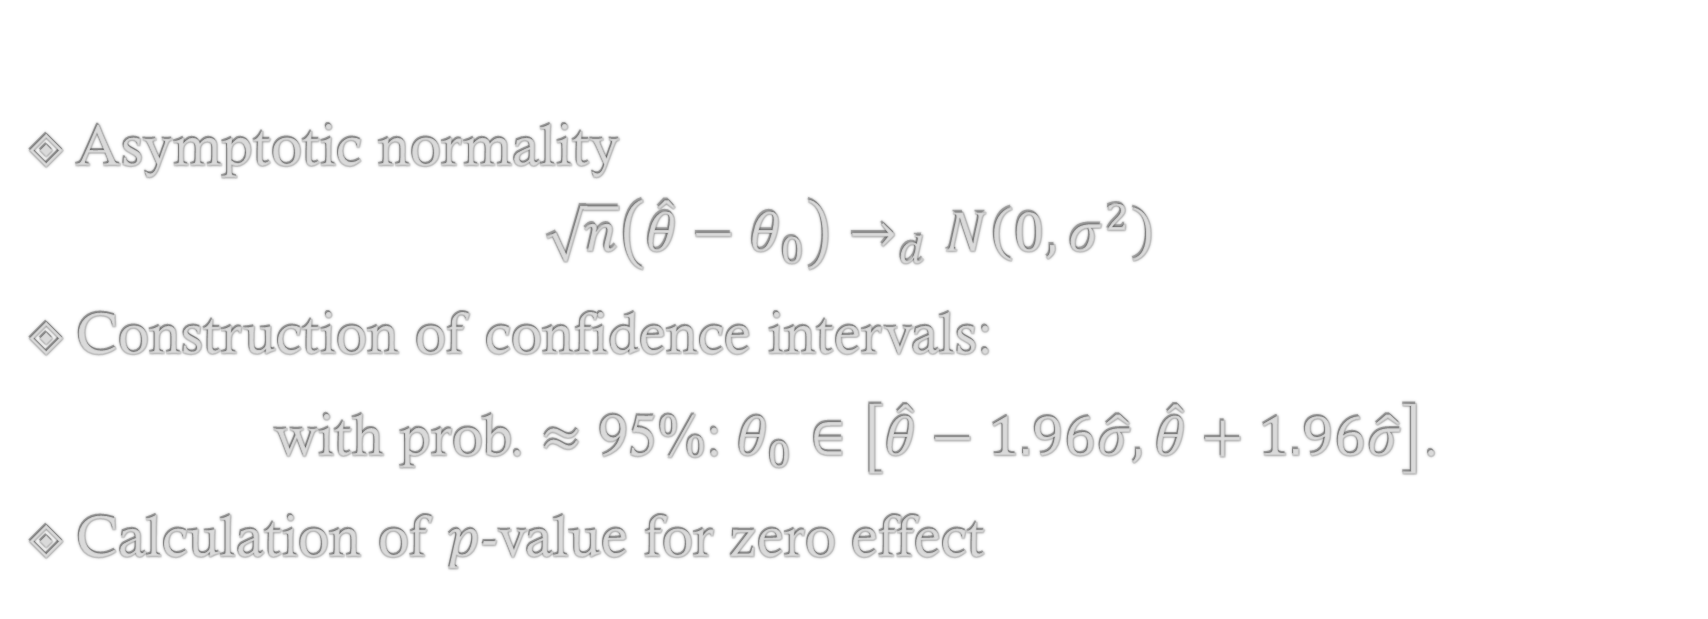 Asymptotic normality
√n(θ̂ − θ₀) →d N(0, σ²)
Construction of confidence intervals:
with prob. ≈ 95%: θ₀ ∈ [θ̂ − 1.96σ̂, θ̂ + 1.96σ̂].
Calculation of p-value for zero effect